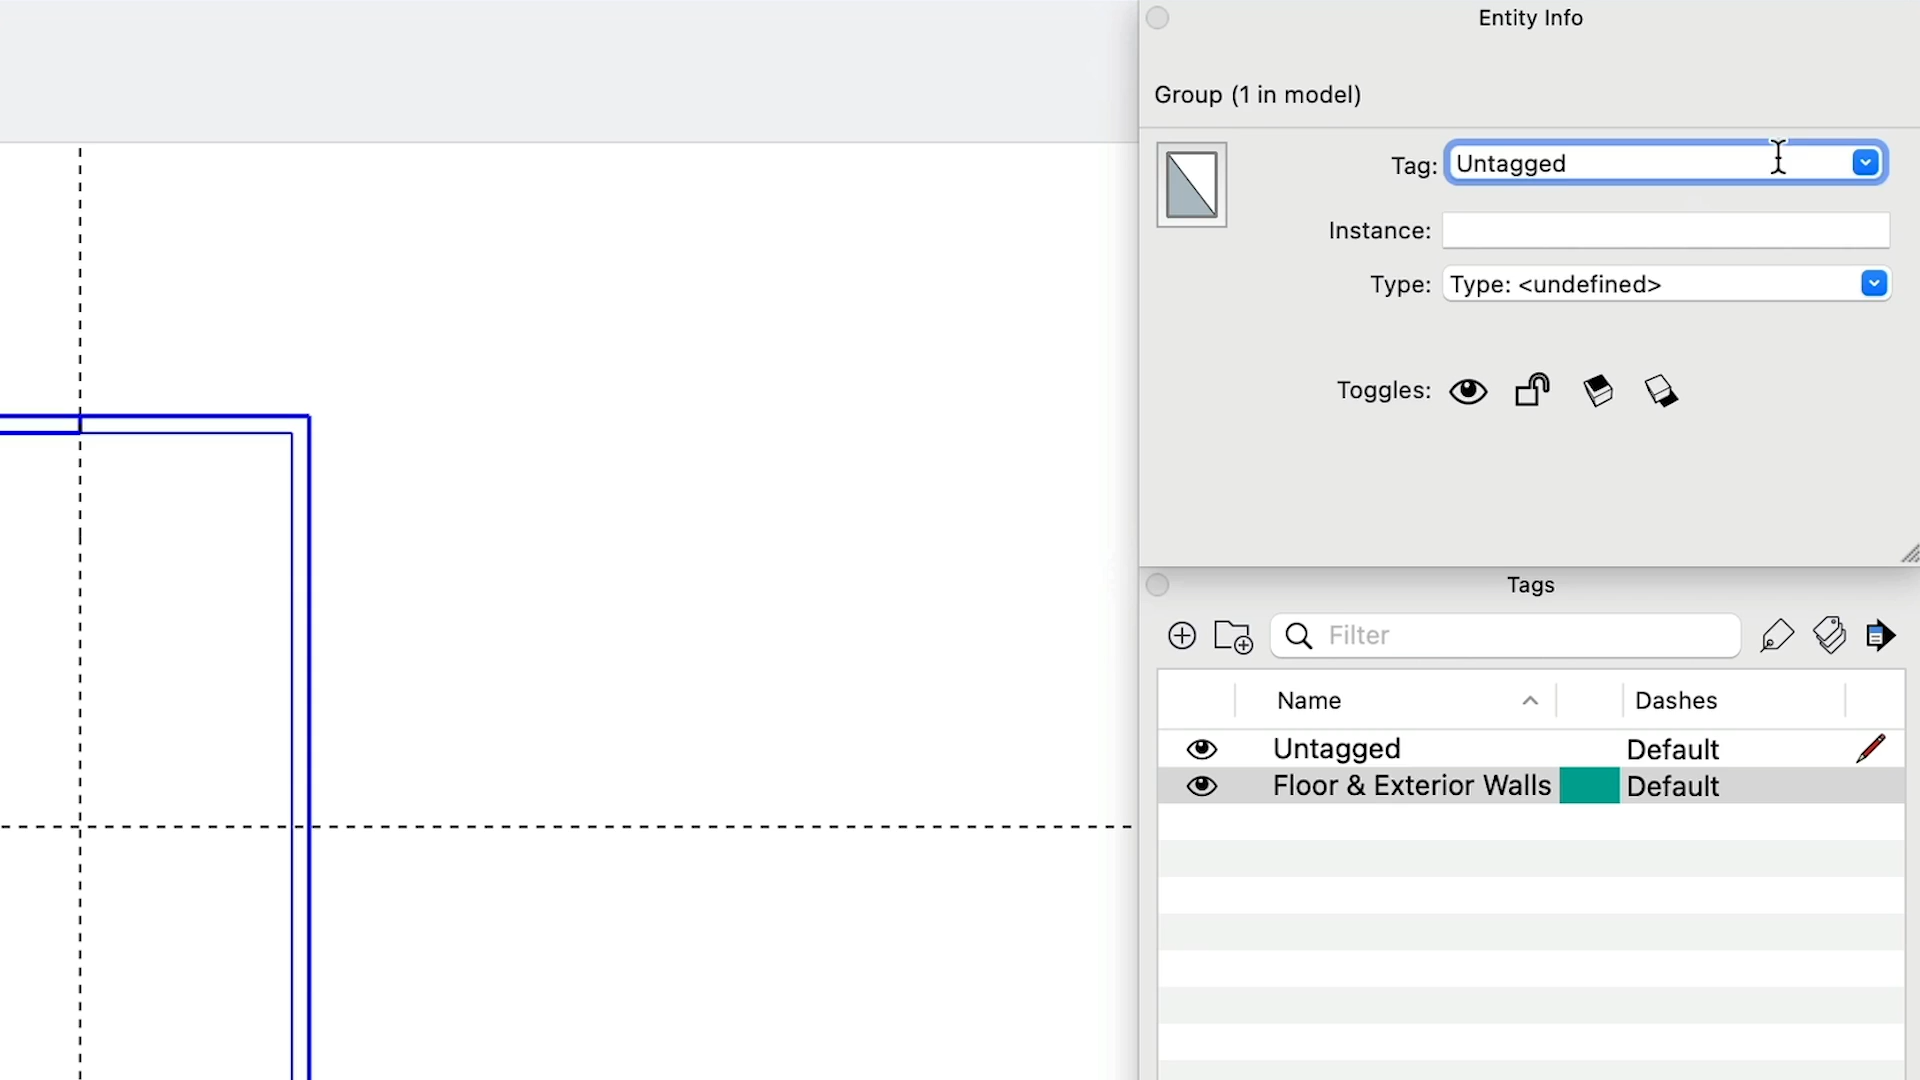 Entity Info
Group (1 in model)
Tag: Untagged
Instance:
Type: Type: <undefined>
Toggles:
Tags
Filter
Name Dashes
Untagged Default
Floor & Exterior Walls Default